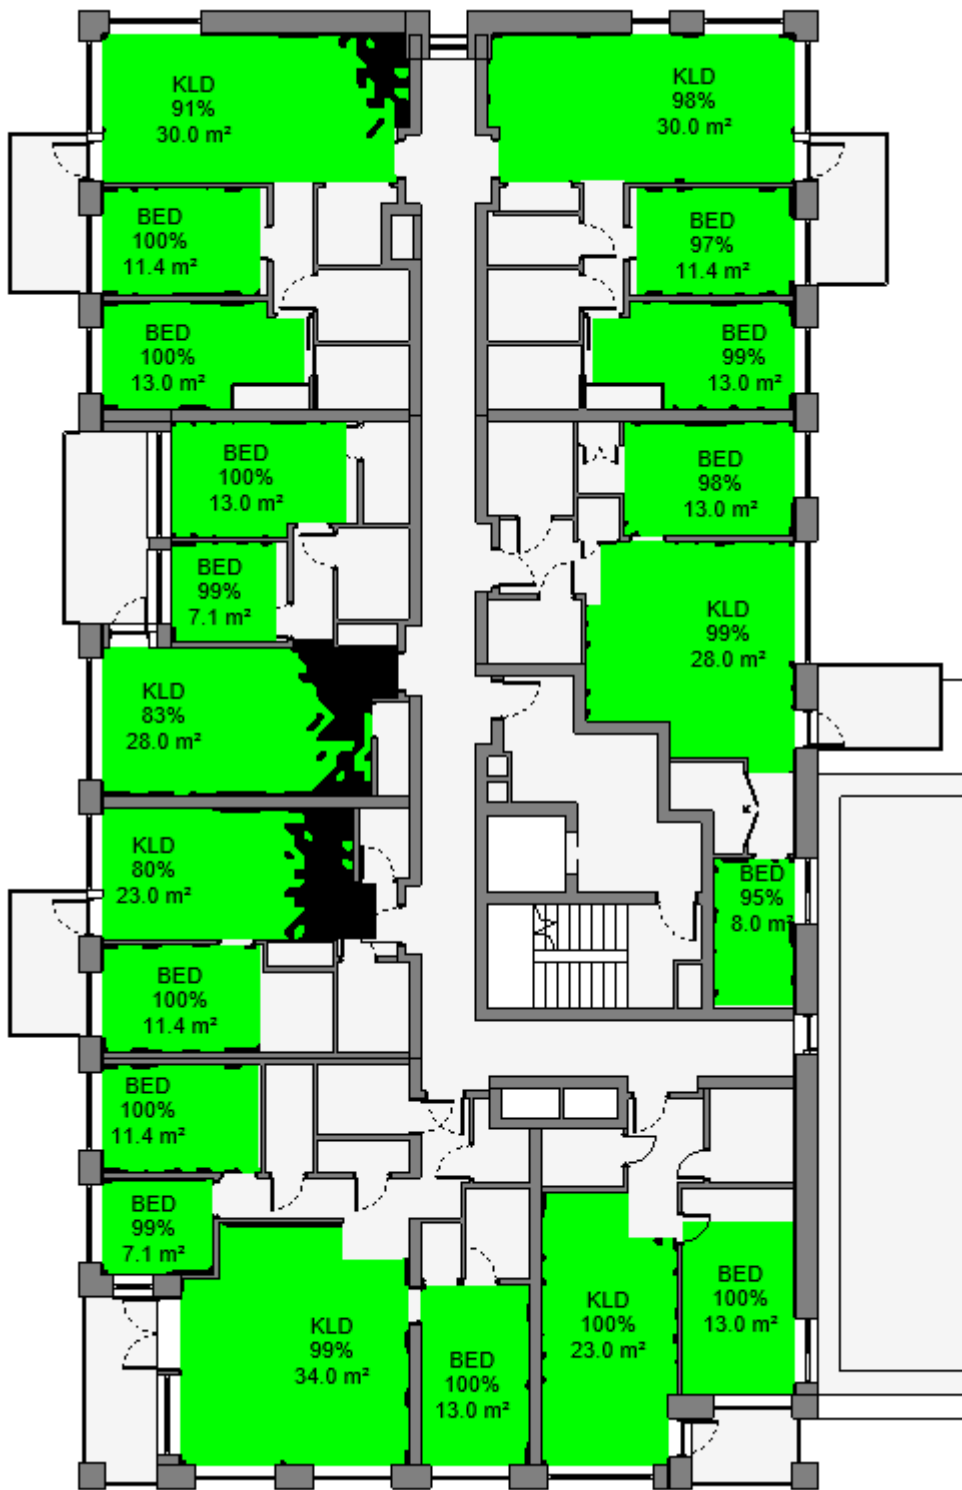 KLD
91%
30.0 m²
KLD
98%
30.0 m²
BED
100%
11.4 m²
BED
97%
11.4 m²
BED
100%
13.0 m²
BED
99%
13.0 m²
BED
100%
13.0 m²
BED
98%
13.0 m²
BED
99%
7.1 m²
KLD
99%
28.0 m²
KLD
83%
28.0 m²
KLD
80%
23.0 m²
BED
95%
8.0 m²
BED
100%
11.4 m²
BED
100%
11.4 m²
BED
99%
7.1 m²
KLD
99%
34.0 m²
BED
100%
13.0 m²
KLD
100%
23.0 m²
BED
100%
13.0 m²